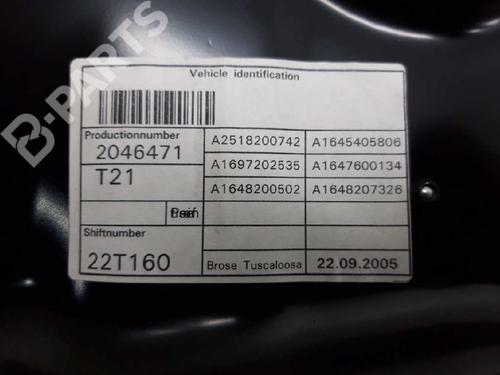 Vehicle identification
Productionnumber
2046471
A2518200742 A1645405806
T21
A1697202535 A1647600134
A1648200502 A1648207326
Shiftnumber
22T160
Brose Tuscaloosa 22.09.2005
B-PARTS